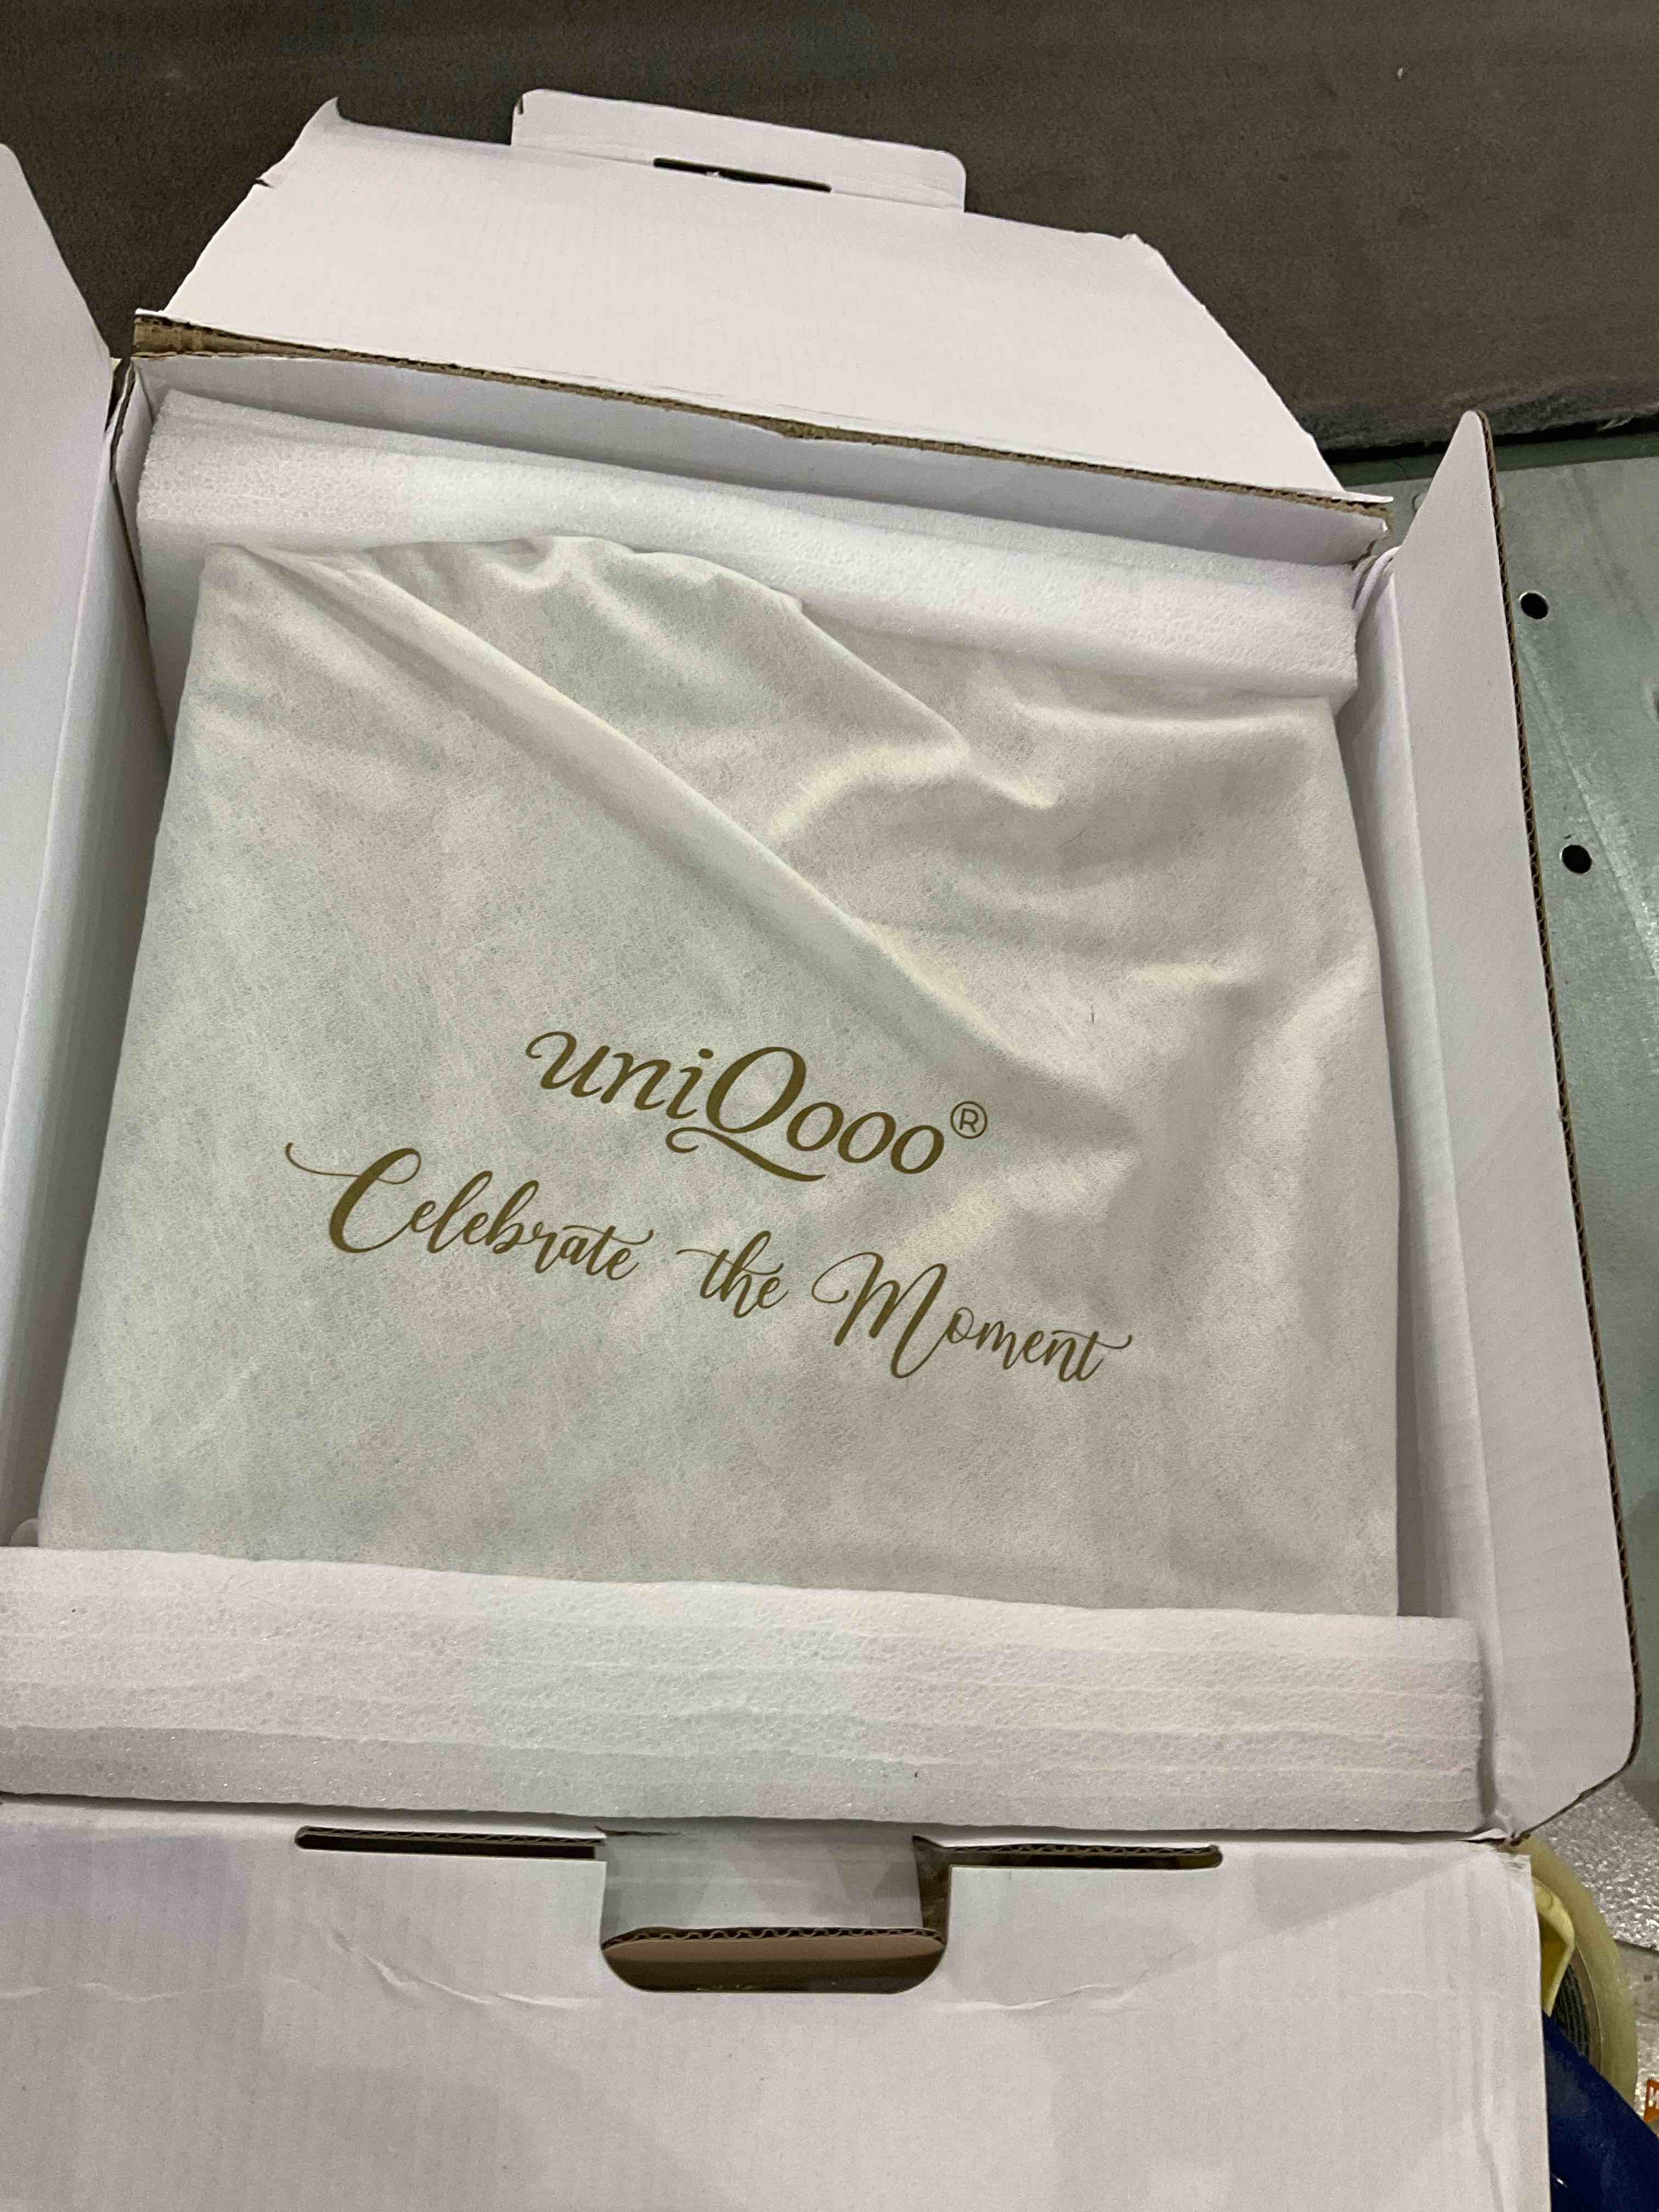 uniQooo®
Celebrate the Moment